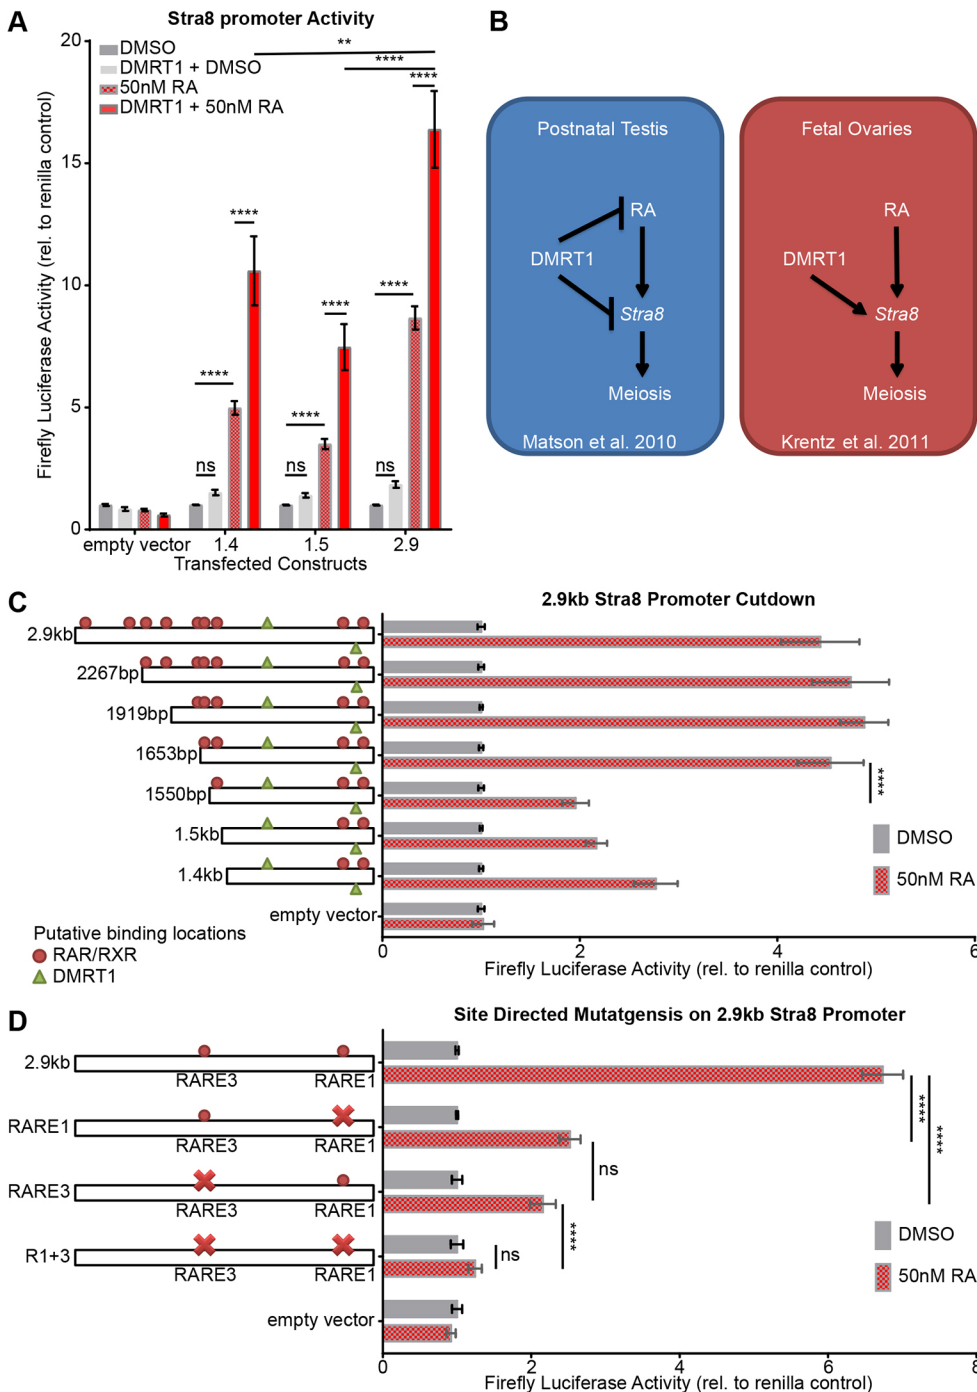 A
Stra8 promoter Activity
20
15
10
5
0
Firefly Luciferase Activity (rel. to renilla control)
DMSO
DMRT1 + DMSO
50nM RA
DMRT1 + 50nM RA
**
****
****
****
****
****
****
****
ns
ns
ns
empty vector
1.4
1.5
2.9
Transfected Constructs
B
Postnatal Testis
RA
DMRT1
Stra8
Meiosis
Matson et al. 2010
Fetal Ovaries
RA
DMRT1
Stra8
Meiosis
Krentz et al. 2011
C
2.9kb Stra8 Promoter Cutdown
2.9kb
2267bp
1919bp
1653bp
1550bp
1.5kb
1.4kb
empty vector
****
DMSO
50nM RA
Putative binding locations
RAR/RXR
DMRT1
0
2
4
6
Firefly Luciferase Activity (rel. to renilla control)
D
Site Directed Mutatgensis on 2.9kb Stra8 Promoter
2.9kb
RARE3 RARE1
RARE1
RARE3 RARE1
RARE3
RARE3 RARE1
R1+3
RARE3 RARE1
empty vector
****
****
ns
****
ns
DMSO
50nM RA
0
2
4
6
8
Firefly Luciferase Activity (rel. to renilla control)